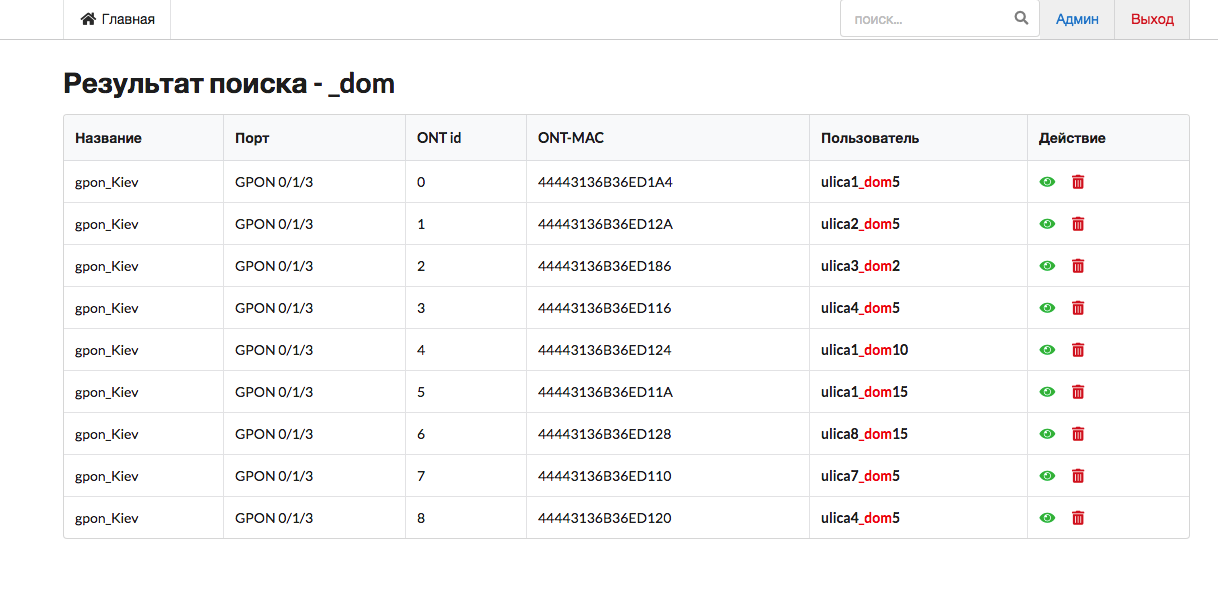 Главная поиск... Админ Выход
Результат поиска - _dom
Название Порт ONT id ONT-MAC Пользователь Действие
gpon_Kiev GPON 0/1/3 0 44443136B36ED1A4 ulica1_dom5
gpon_Kiev GPON 0/1/3 1 44443136B36ED12A ulica2_dom5
gpon_Kiev GPON 0/1/3 2 44443136B36ED186 ulica3_dom2
gpon_Kiev GPON 0/1/3 3 44443136B36ED116 ulica4_dom5
gpon_Kiev GPON 0/1/3 4 44443136B36ED124 ulica1_dom10
gpon_Kiev GPON 0/1/3 5 44443136B36ED11A ulica1_dom15
gpon_Kiev GPON 0/1/3 6 44443136B36ED128 ulica8_dom15
gpon_Kiev GPON 0/1/3 7 44443136B36ED110 ulica7_dom5
gpon_Kiev GPON 0/1/3 8 44443136B36ED120 ulica4_dom5